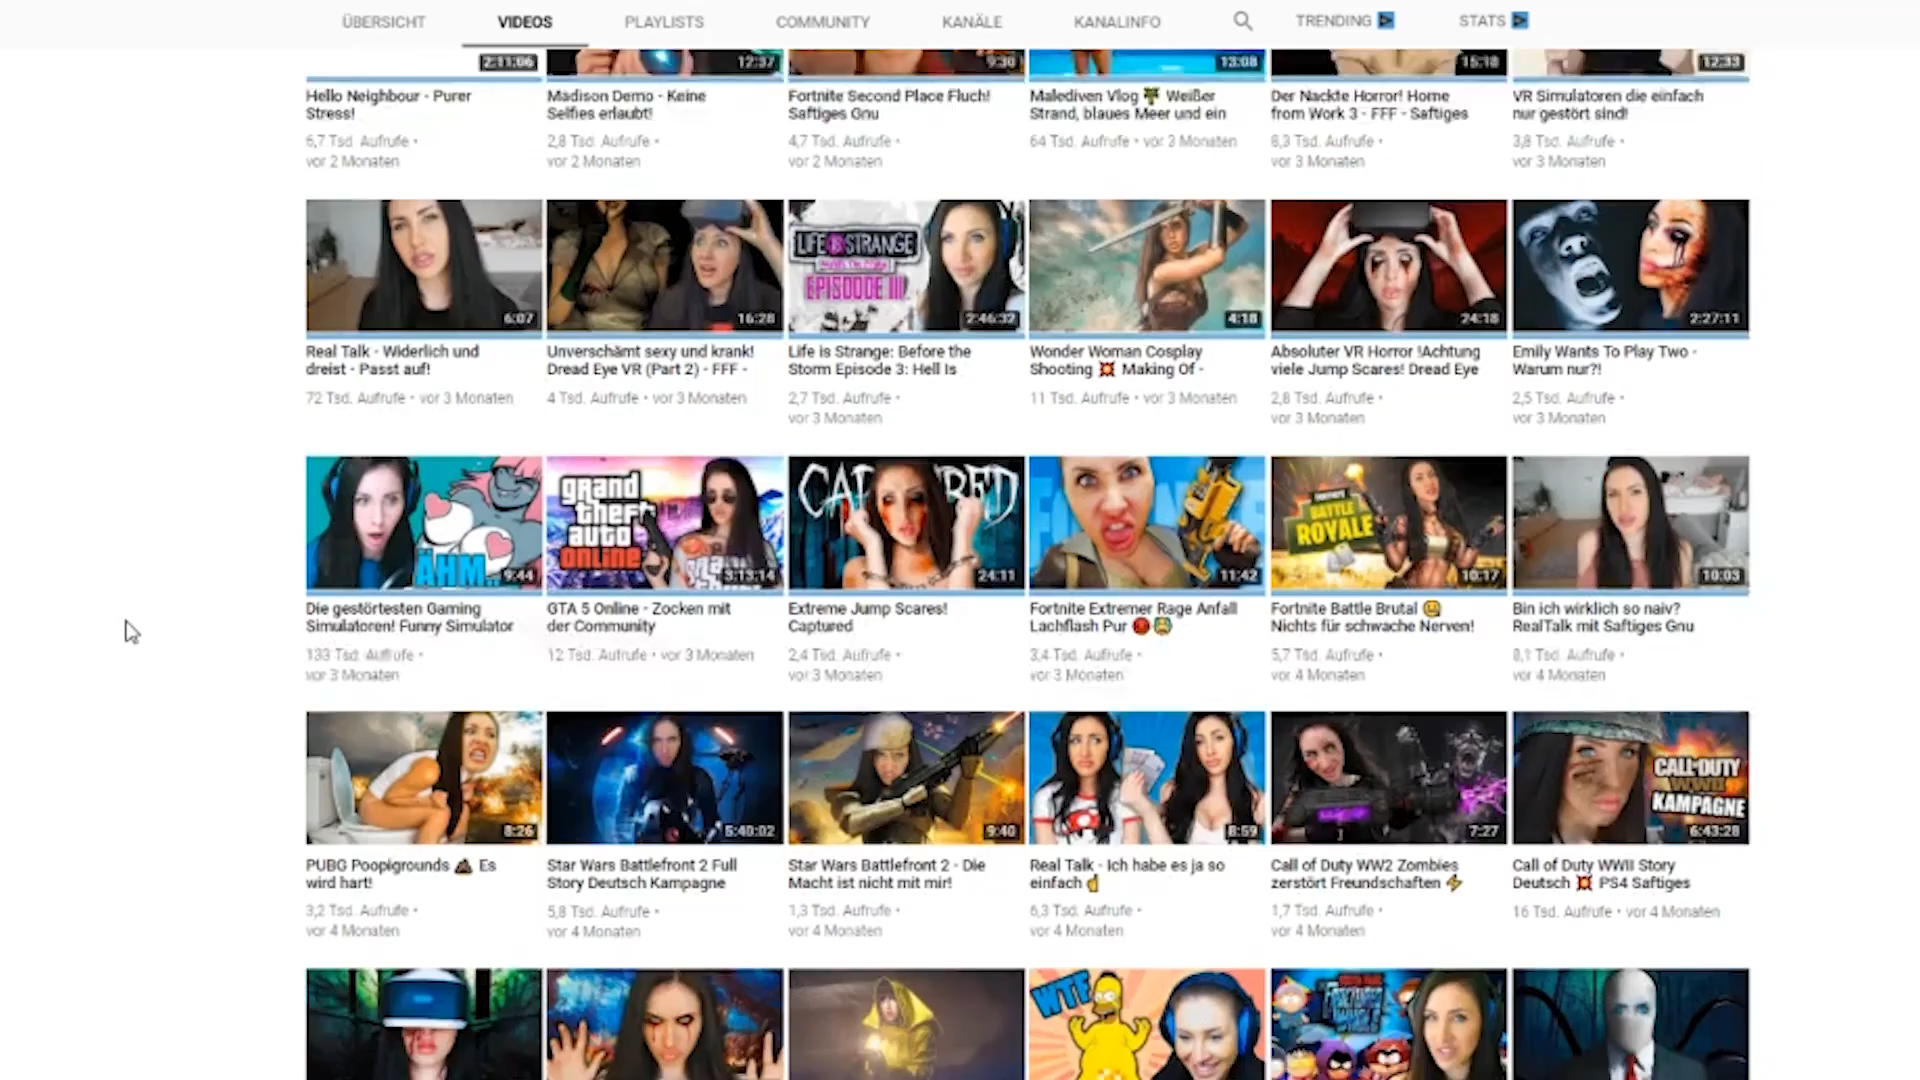 ÜBERSICHT VIDEOS PLAYLISTS COMMUNITY KANÄLE KANALINFO TRENDING STATS
2:11:06 12:37 9:30 13:08 15:18 12:33
Hello Neighbour - Purer
Stress!
6,7 Tsd. Aufrufe •
vor 2 Monaten
Madison Demo - Keine
Selfies erlaubt!
2,8 Tsd. Aufrufe •
vor 2 Monaten
Fortnite Second Place Fluch!
Saftiges Gnu
4,7 Tsd. Aufrufe •
vor 2 Monaten
Malediven Vlog 🌴 Weißer
Strand, blaues Meer und ein
64 Tsd. Aufrufe • vor 3 Monaten
Der Nackte Horror! Home
from Work 3 - FFF - Saftiges
8,3 Tsd. Aufrufe •
vor 3 Monaten
VR Simulatoren die einfach
nur gestört sind!
3,8 Tsd. Aufrufe •
vor 3 Monaten
6:07
Real Talk - Widerlich und
dreist - Passt auf!
72 Tsd. Aufrufe • vor 3 Monaten
16:28
Unverschämt sexy und krank!
Dread Eye VR (Part 2) - FFF -
4 Tsd. Aufrufe • vor 3 Monaten
LIFE IS STRANGE
EPISODE III
2:46:32
Life is Strange: Before the
Storm Episode 3: Hell Is
2,7 Tsd. Aufrufe •
vor 3 Monaten
4:18
Wonder Woman Cosplay
Shooting 💥 Making Of -
11 Tsd. Aufrufe • vor 3 Monaten
24:18
Absoluter VR Horror !Achtung
viele Jump Scares! Dread Eye
2,8 Tsd. Aufrufe •
vor 3 Monaten
2:27:11
Emily Wants To Play Two -
Warum nur?!
2,5 Tsd. Aufrufe •
vor 3 Monaten
ÄHM..
9:44
Die gestörtesten Gaming
Simulatoren! Funny Simulator
133 Tsd. Aufrufe •
vor 3 Monaten
grand
theft
auto
ONLINE
3:13:14
GTA 5 Online - Zocken mit
der Community
12 Tsd. Aufrufe • vor 3 Monaten
24:11
Extreme Jump Scares!
Captured
2,4 Tsd. Aufrufe •
vor 3 Monaten
11:42
Fortnite Extremer Rage Anfall
Lachflash Pur
3,4 Tsd. Aufrufe •
vor 3 Monaten
FORTNITE
BATTLE
ROYALE
10:17
Fortnite Battle Brutal
Nichts für schwache Nerven!
5,7 Tsd. Aufrufe •
vor 4 Monaten
10:03
Bin ich wirklich so naiv?
RealTalk mit Saftiges Gnu
8,1 Tsd. Aufrufe •
vor 4 Monaten
8:26
PUBG Poopigrounds 💩 Es
wird hart!
3,2 Tsd. Aufrufe •
vor 4 Monaten
5:40:02
Star Wars Battlefront 2 Full
Story Deutsch Kampagne
5,8 Tsd. Aufrufe •
vor 4 Monaten
9:40
Star Wars Battlefront 2 - Die
Macht ist nicht mit mir!
1,3 Tsd. Aufrufe •
vor 4 Monaten
8:59
Real Talk - Ich habe es ja so
einfach
6,3 Tsd. Aufrufe •
vor 4 Monaten
7:27
Call of Duty WW2 Zombies
zerstört Freundschaften ⚡
1,7 Tsd. Aufrufe •
vor 4 Monaten
CALL OF DUTY
WWII
KAMPAGNE
6:43:28
Call of Duty WWII Story
Deutsch 💥 PS4 Saftiges
16 Tsd. Aufrufe • vor 4 Monaten
WTF